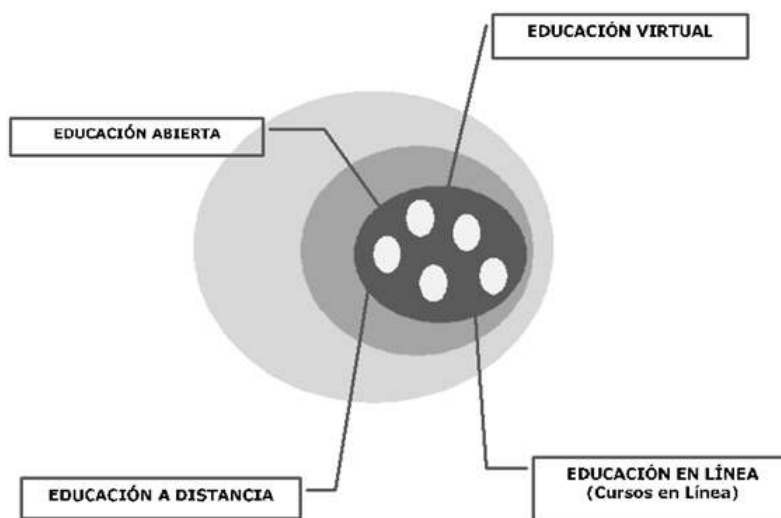 EDUCACIÓN VIRTUAL
EDUCACIÓN ABIERTA
EDUCACIÓN A DISTANCIA
EDUCACIÓN EN LÍNEA
(Cursos en Línea)